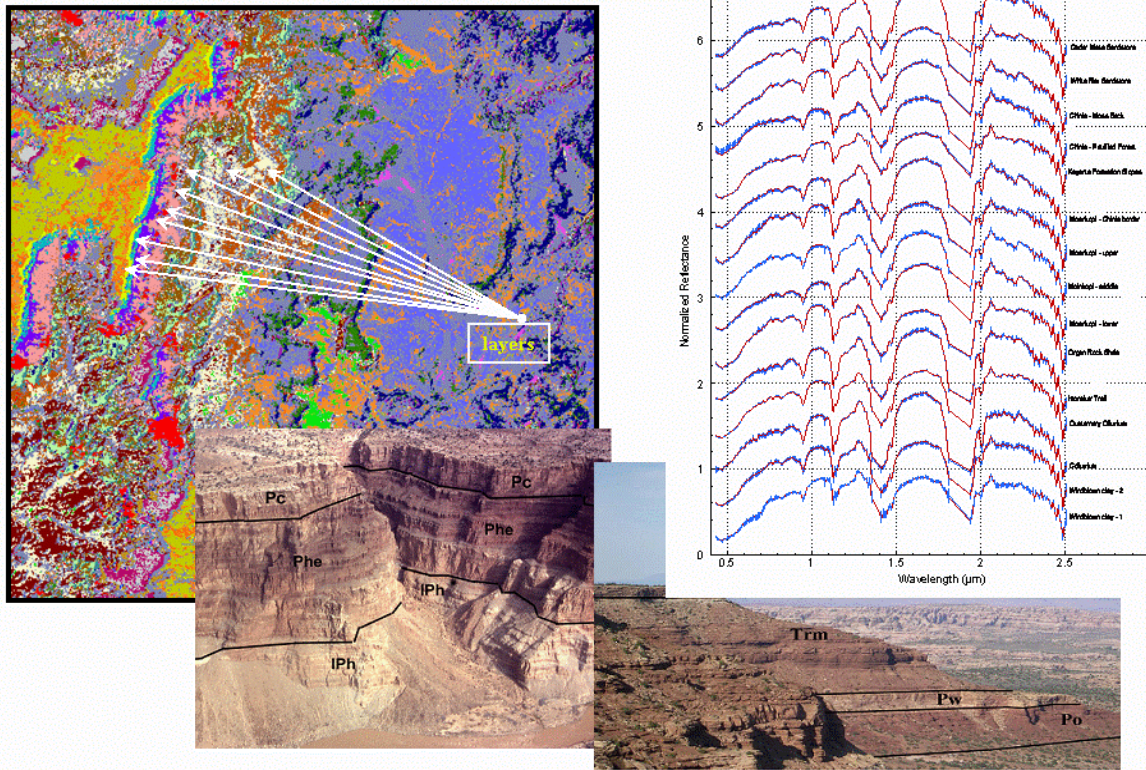 layers
Pc
Pc
Phe
Phe
IPh
IPh
6
5
4
3
2
1
0
Normalized Reflectance
0.5
1
1.5
2
2.5
Wavelength (μm)
Cedar Mesa Sandstone
White Rim Sandstone
Chinle - Moss Back
Chinle - Petrified Fores.
Kayenta Formation Slopes
Moenkopi - Chinle border
Moenkopi - upper
Moenkopi - middle
Moenkopi - lower
Organ Rock Shale
Honaker Trail
Quaternary Alluvium
Colluvium
Windblown clay - 2
Windblown clay - 1
Trm
Pw
Po